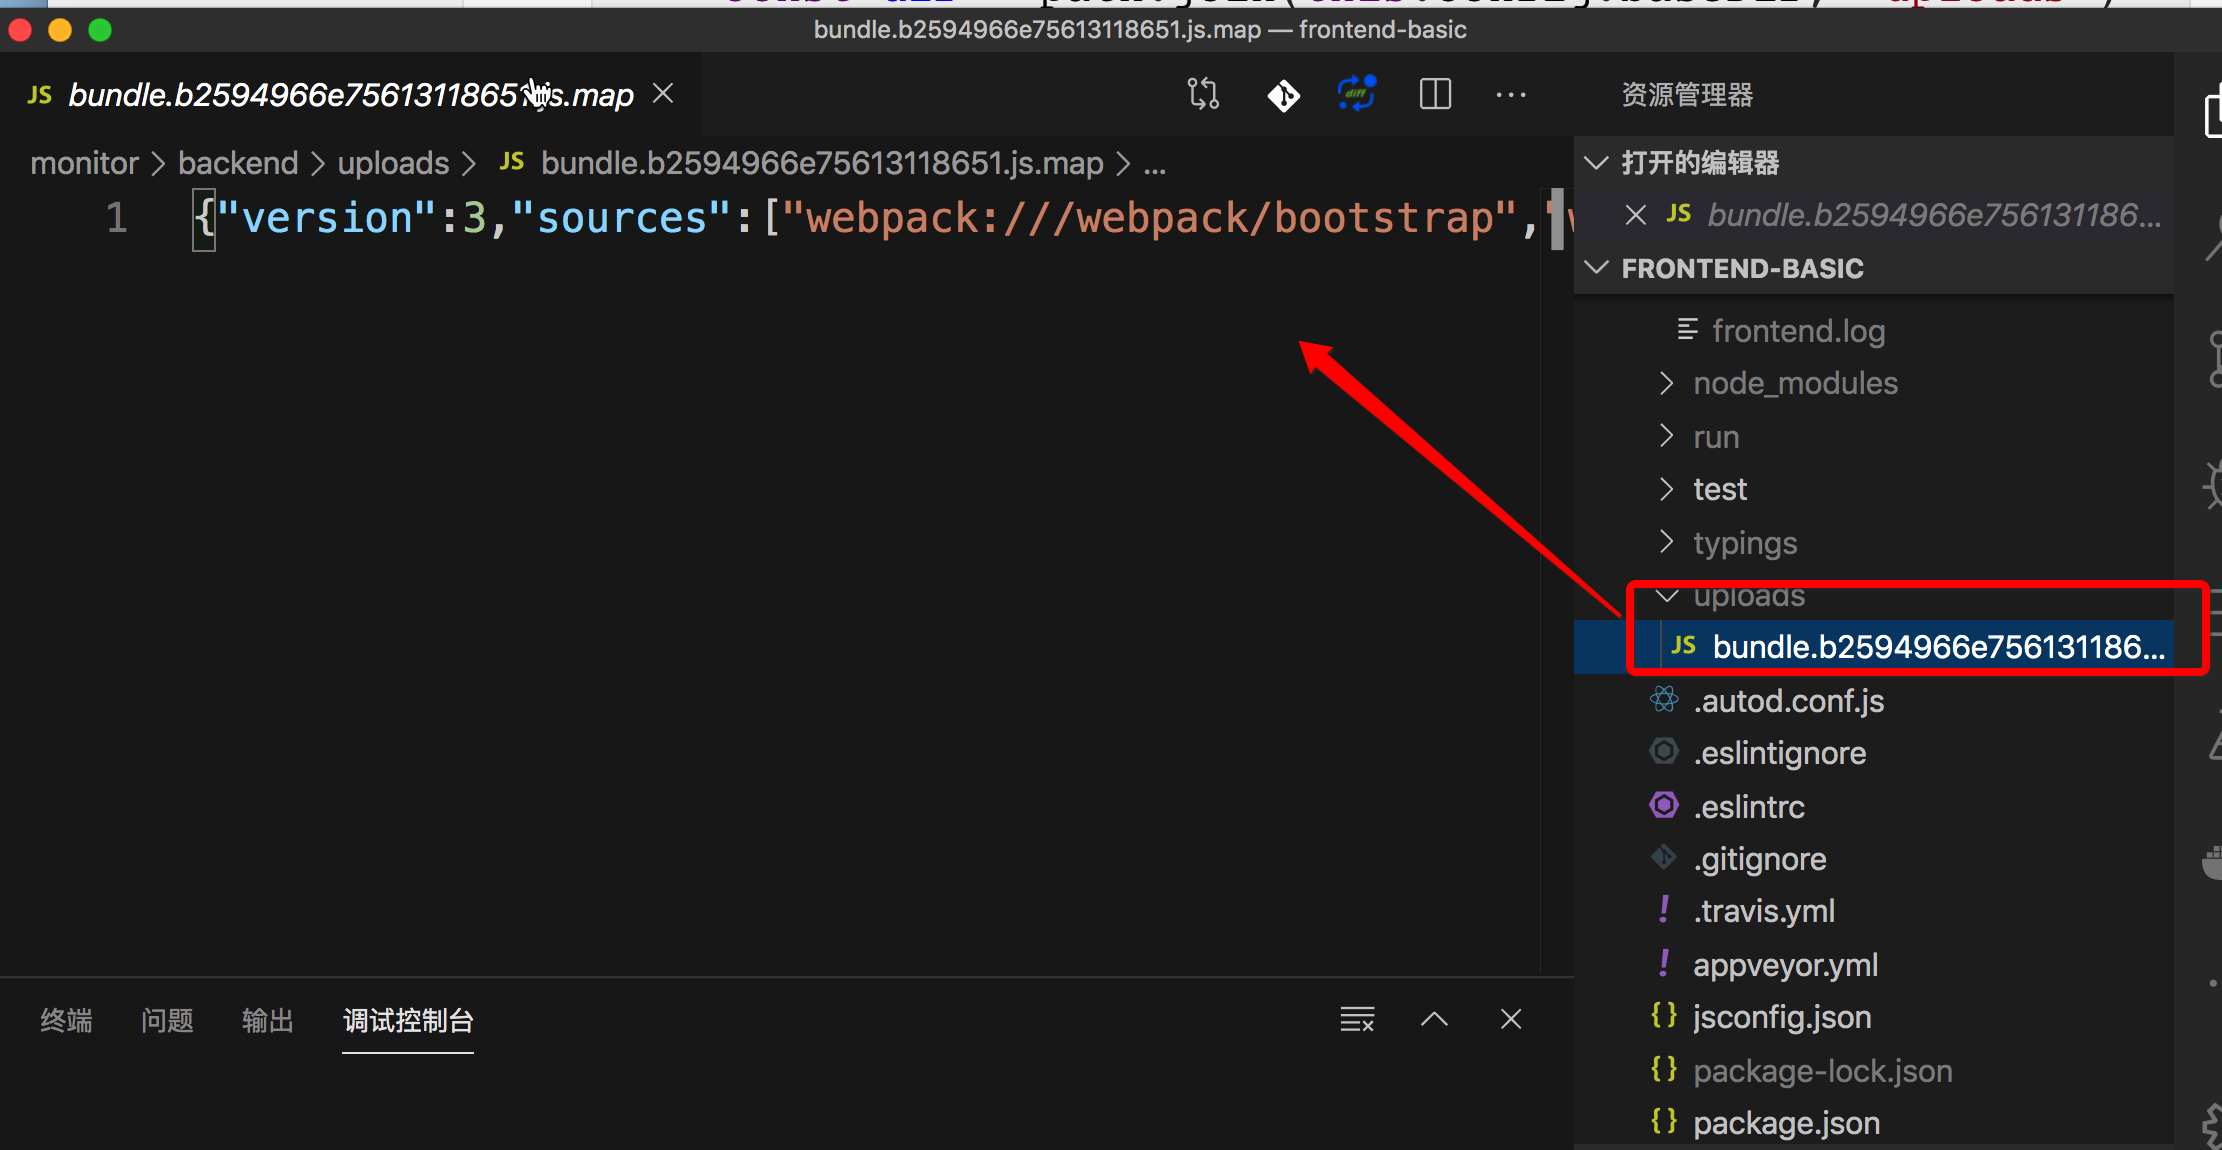 bundle.b2594966e75613118651.js.map — frontend-basic
JS bundle.b2594966e75613118651.js.map
diff
资源管理器
monitor > backend > uploads > JS bundle.b2594966e75613118651.js.map > ...
打开的编辑器
1 {"version":3,"sources":["webpack:///webpack/bootstrap","
JS bundle.b2594966e756131186...
FRONTEND-BASIC
frontend.log
node_modules
run
test
typings
uploads
JS bundle.b2594966e756131186...
.autod.conf.js
.eslintignore
.eslintrc
.gitignore
! .travis.yml
! appveyor.yml
{} jsconfig.json
{} package-lock.json
{} package.json
终端 问题 输出 调试控制台